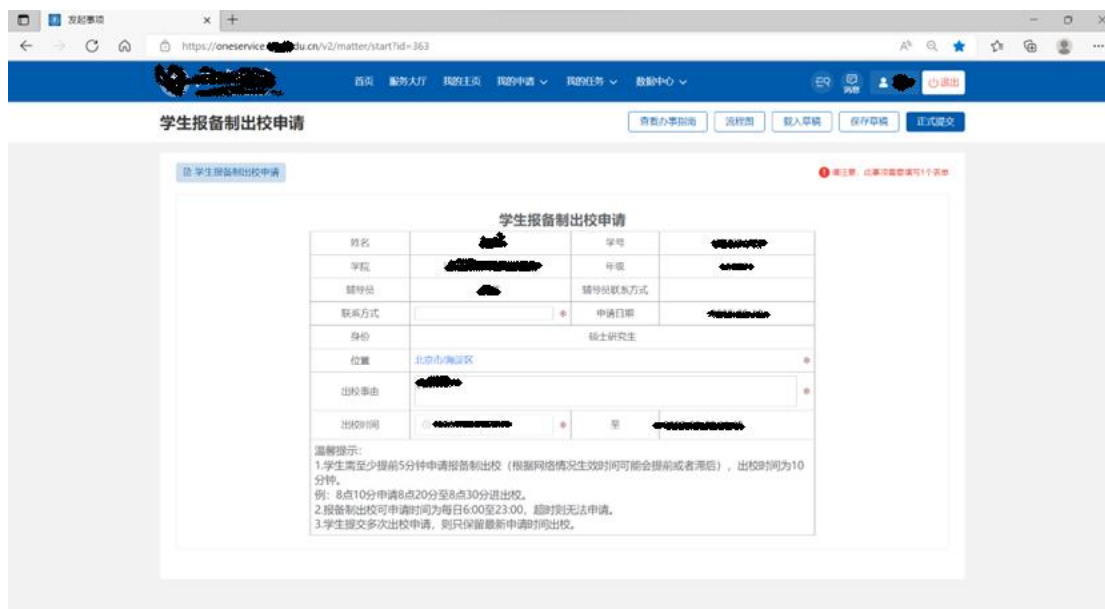 发起事项
https://oneservice. du.cn/v2/matter/start?id=363
首页 服务大厅 我的主页 我的申请 我的任务 数据中心 消息 退出
学生报备制出校申请 查看办事指南 流程图 载入草稿 保存草稿 正式提交
学生报备制出校申请 请注意，此事项需要填写1个表单
学生报备制出校申请
姓名 学号
学院 年级
辅导员 辅导员联系方式
联系方式 * 申请日期
身份 硕士研究生
位置 北京市/海淀区 *
出校事由 *
出校时间 * 至
温馨提示：
1.学生需至少提前5分钟申请报备制出校（根据网络情况生效时间可能会提前或者滞后），出校时间为10
分钟。
例：8点10分申请8点20分至8点30分进出校。
2.报备制出校可申请时间为每日6:00至23:00，超时则无法申请。
3.学生提交多次出校申请，则只保留最新申请时间出校。